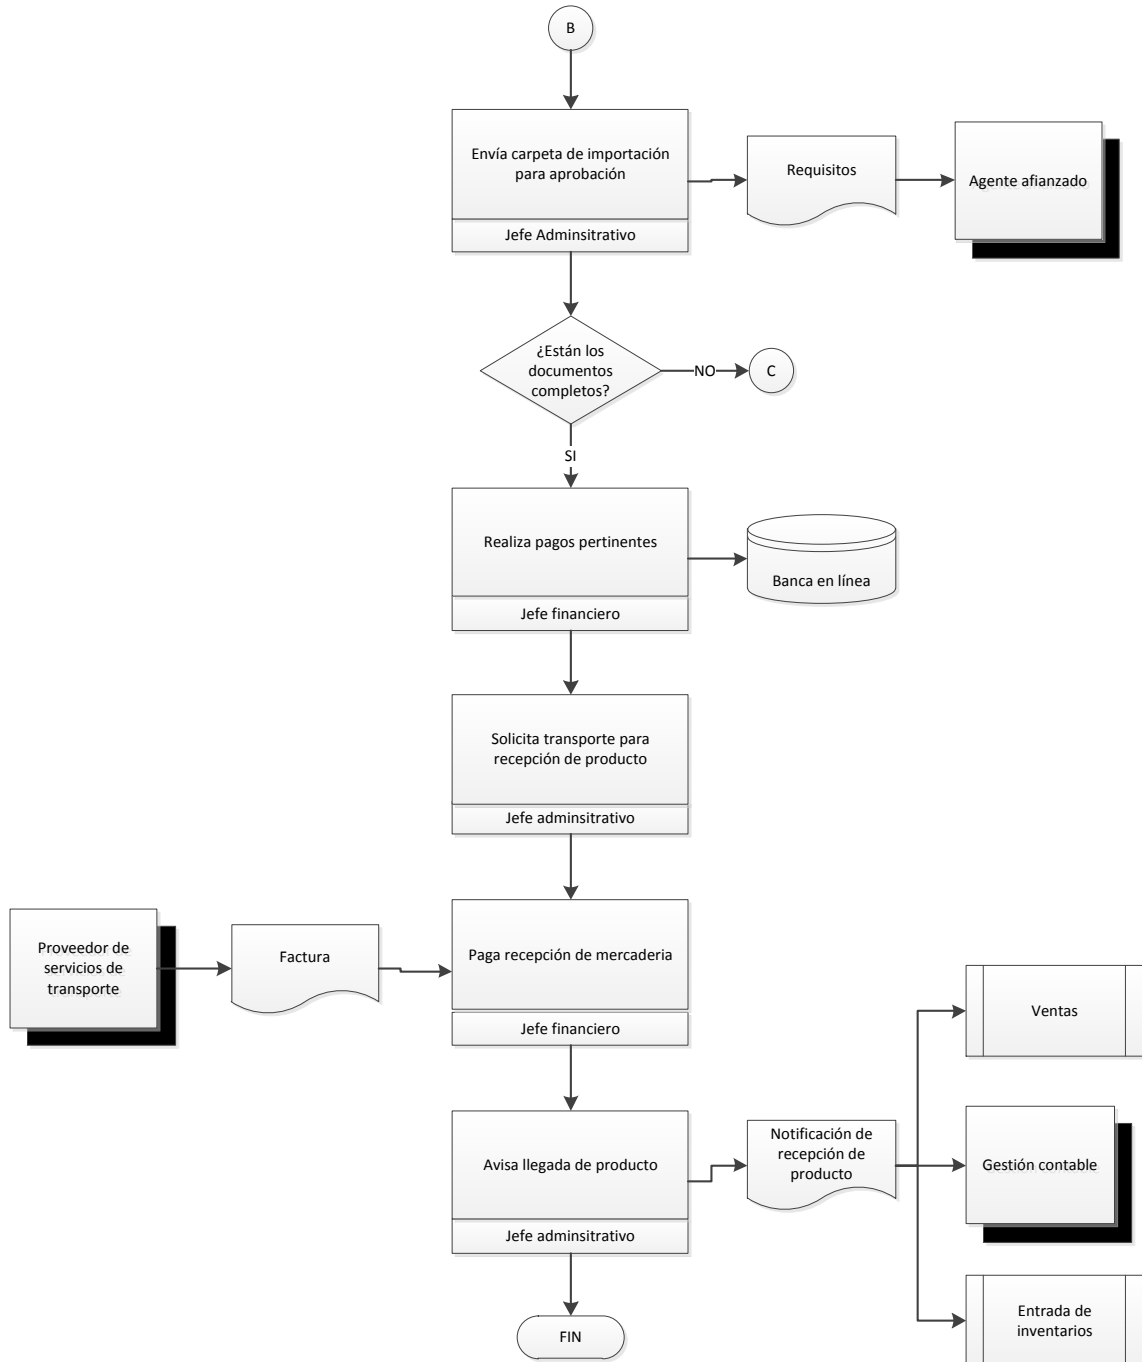 B
Envía carpeta de importación
para aprobación
Jefe Adminsitrativo
Requisitos
Agente afianzado
¿Están los
documentos
completos?
NO
C
SI
Realiza pagos pertinentes
Jefe financiero
Banca en línea
Solicita transporte para
recepción de producto
Jefe adminsitrativo
Proveedor de
servicios de
transporte
Factura
Paga recepción de mercaderia
Jefe financiero
Avisa llegada de producto
Jefe adminsitrativo
Notificación de
recepción de
producto
Ventas
Gestión contable
Entrada de
inventarios
FIN